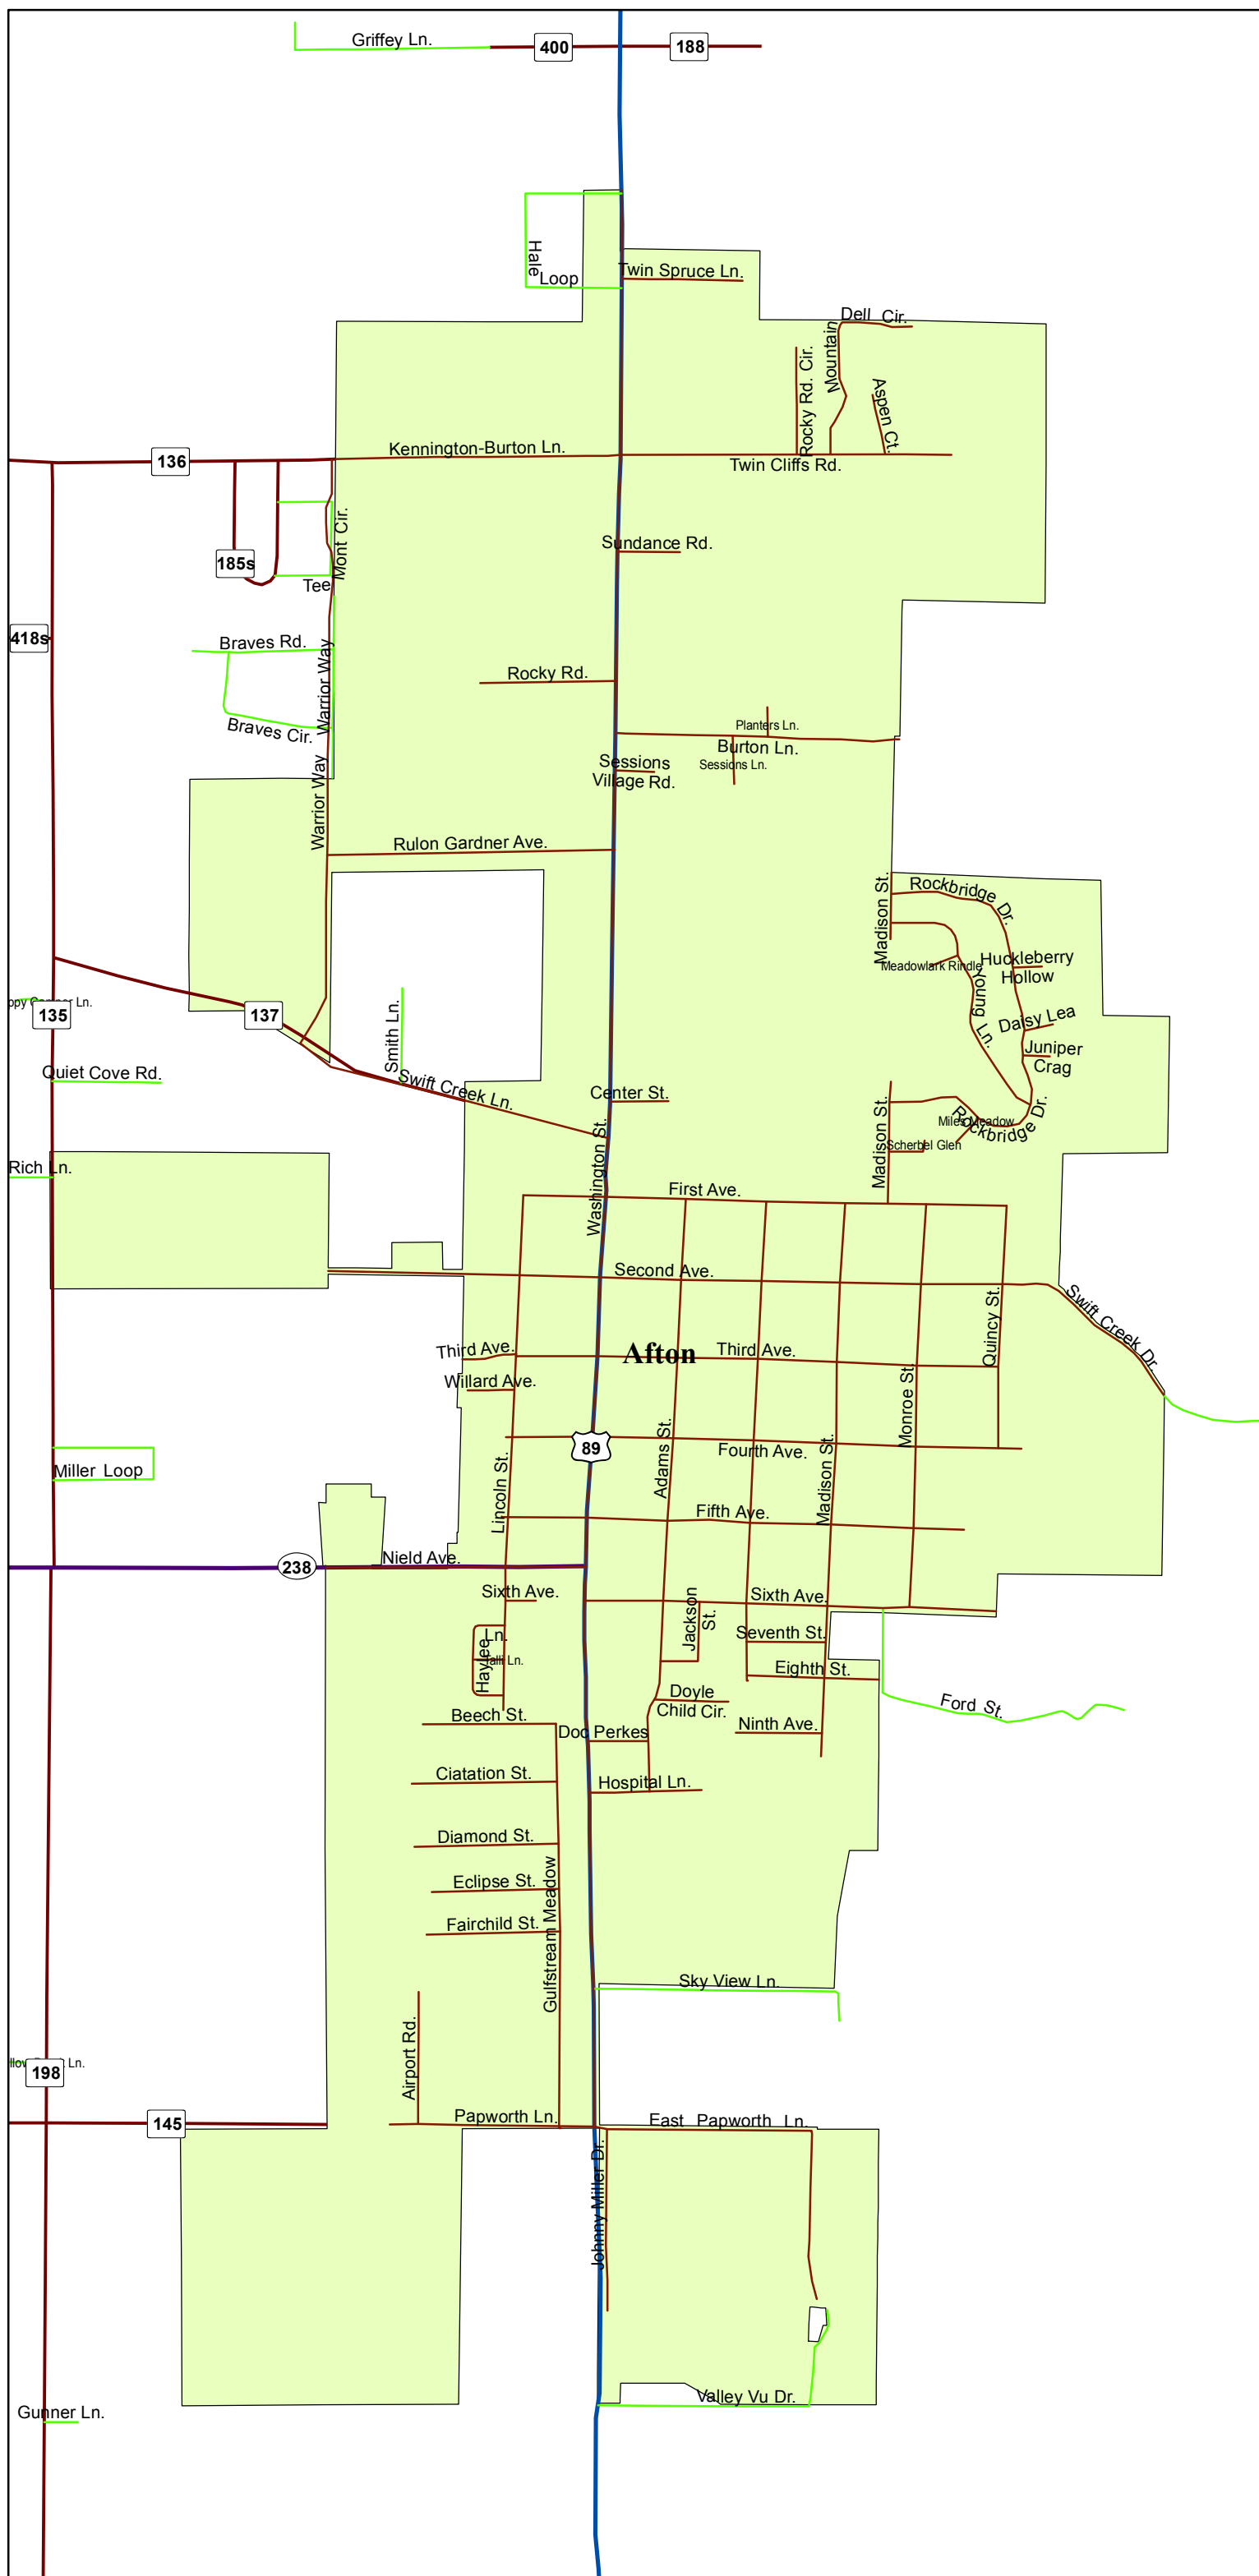 Griffey Ln.
400
188
Hale
Loop
Twin Spruce Ln.
Dell Cir.
Mountain
Rocky Rd. Cir.
Aspen Ct.
136
Kennington-Burton Ln.
Twin Cliffs Rd.
Mont Cir.
Sundance Rd.
185s
Tee
418s
Braves Rd.
Warrior Way
Rocky Rd.
Braves Cir.
Planters Ln.
Burton Ln.
Sessions Ln.
Sessions
Village Rd.
Warrior Way
Rulon Gardner Ave.
Madison St.
Rockbridge Dr.
Meadowlark Rindle
Huckleberry
Hollow
Young Ln.
Daisy Lea
Juniper
Crag
Ln.
135
137
Smith Ln.
Quiet Cove Rd.
Swift Creek Ln.
Center St.
Madison St.
Miles Meadow
Rockbridge Dr.
Scherbel Glen
Washington St.
Rich Ln.
First Ave.
Second Ave.
Swift Creek Dr.
Quincy St.
Third Ave.
Afton
Third Ave.
Willard Ave.
Monroe St.
89
Adams St.
Fourth Ave.
Madison St.
Lincoln St.
Miller Loop
Fifth Ave.
238
Nield Ave.
Sixth Ave.
Sixth Ave.
Jackson
St.
Haylee
Ln.
Ln.
Seventh St.
Eighth St.
Doyle
Child Cir.
Ford St.
Beech St.
Doc Perkes
Ninth Ave.
Ciatation St.
Hospital Ln.
Diamond St.
Eclipse St.
Gulfstream Meadow
Fairchild St.
Sky View Ln.
Airport Rd.
Ln.
198
145
Papworth Ln.
East Papworth Ln.
Johnny Miller Dr.
Valley Vu Dr.
Gunner Ln.